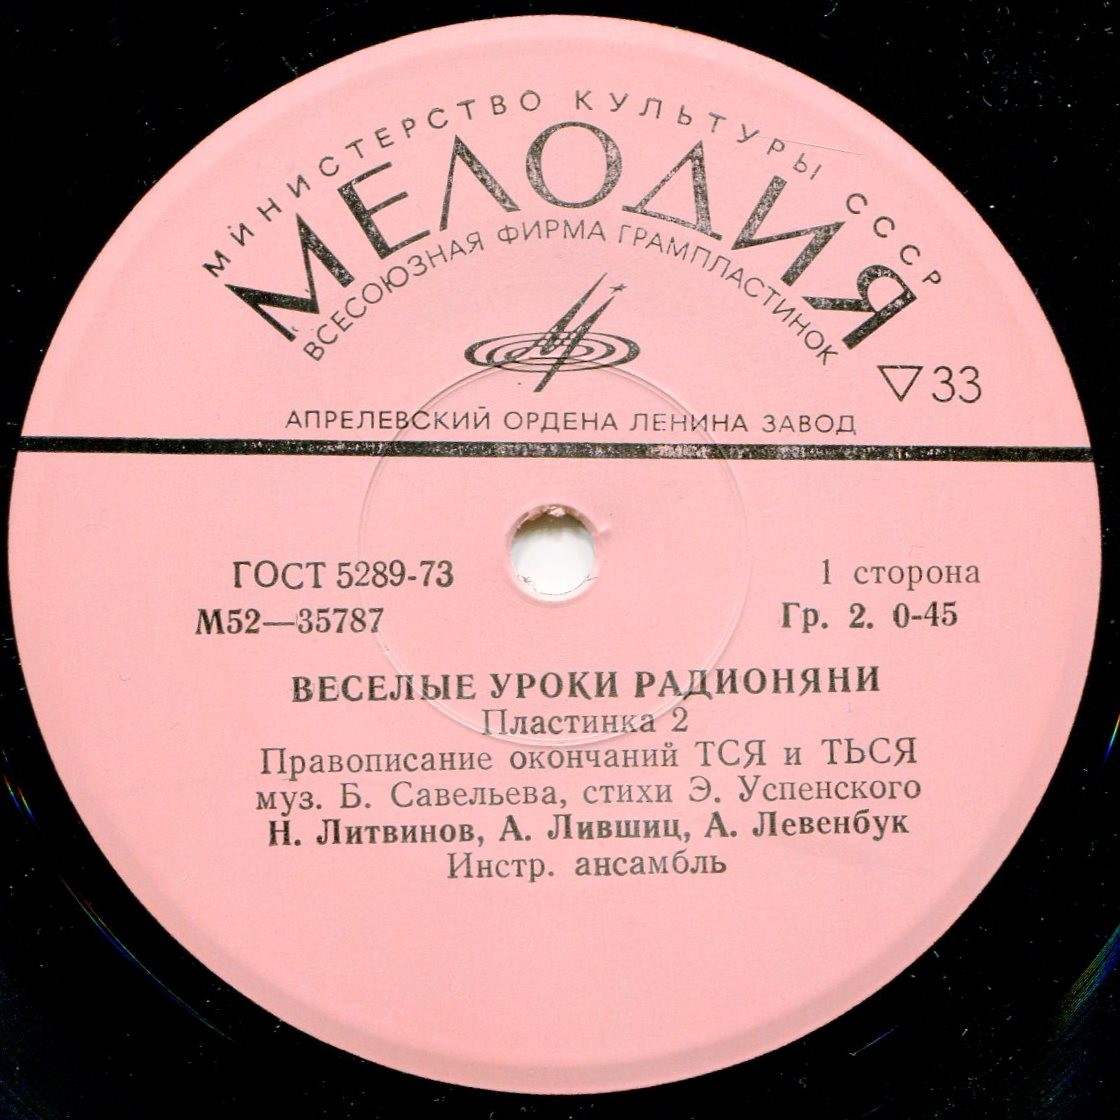 МИНИСТЕРСТВО КУЛЬТУРЫ СССР
МЕЛОДИЯ
ВСЕСОЮЗНАЯ ФИРМА ГРАМПЛАСТИНОК
33
АПРЕЛЕВСКИЙ ОРДЕНА ЛЕНИНА ЗАВОД
ГОСТ 5289-73
1 сторона
М52—35787
Гр. 2. 0-45
ВЕСЕЛЫЕ УРОКИ РАДИОНЯНИ
Пластинка 2
Правописание окончаний ТСЯ и ТЬСЯ
муз. Б. Савельева, стихи Э. Успенского
Н. Литвинов, А. Лившиц, А. Левенбук
Инстр. ансамбль